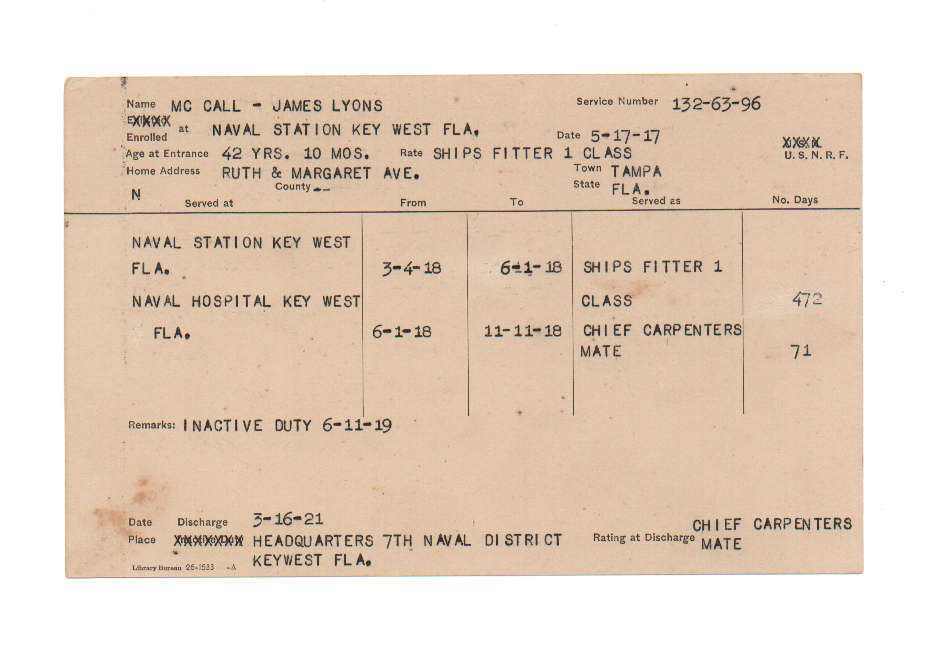 Name MC CALL - JAMES LYONS Service Number 132-63-96
Enrolled at NAVAL STATION KEY WEST FLA. Date 5-17-17
Age at Entrance 42 YRS. 10 MOS. Rate SHIPS FITTER 1 CLASS U. S. N. R. F.
Home Address RUTH & MARGARET AVE. Town TAMPA
N County -- State FLA.
Served at From To Served as No. Days
NAVAL STATION KEY WEST
FLA. 3-4-18 6-1-18 SHIPS FITTER 1
NAVAL HOSPITAL KEY WEST CLASS 472
FLA. 6-1-18 11-11-18 CHIEF CARPENTERS
MATE 71
Remarks: INACTIVE DUTY 6-11-19
Date Discharge 3-16-21 CHIEF CARPENTERS
Place HEADQUARTERS 7TH NAVAL DISTRICT Rating at Discharge MATE
KEYWEST FLA.
Library Bureau 26-1533 -A